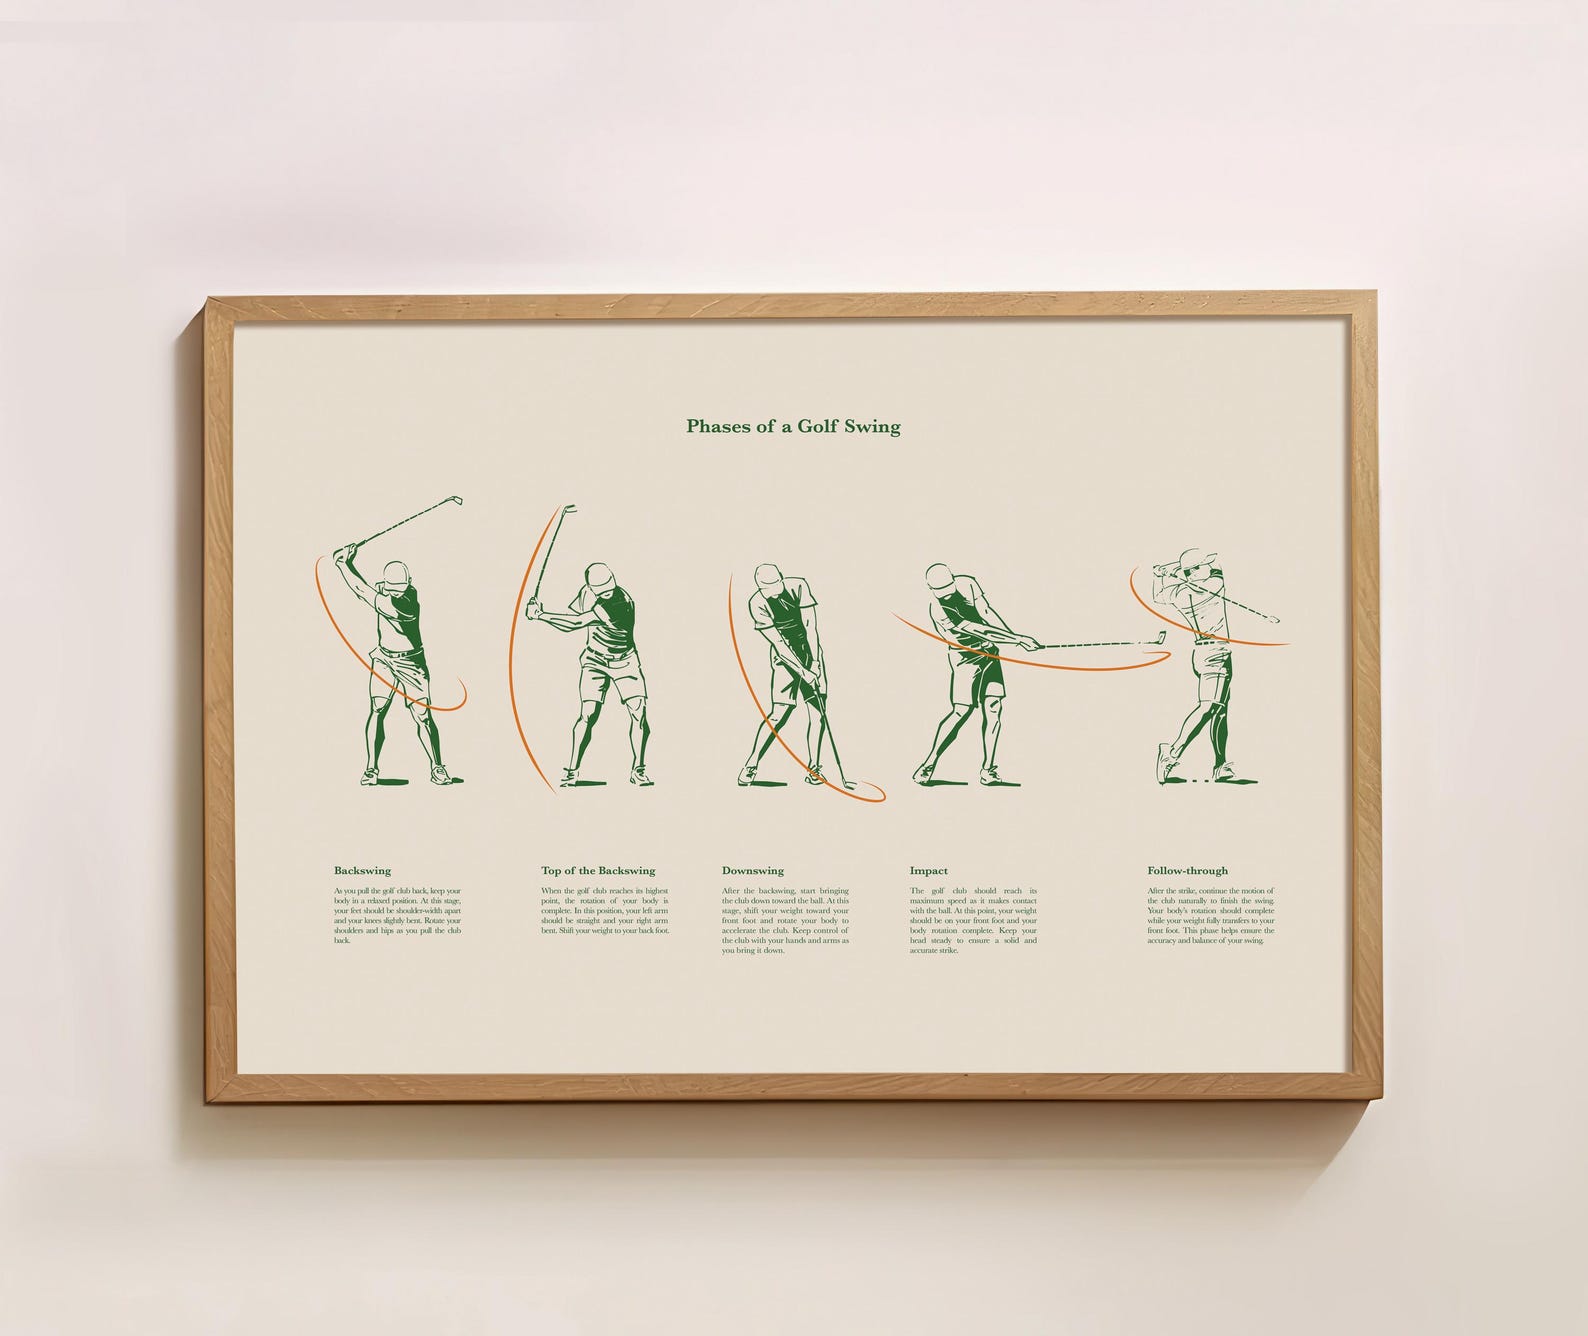 Phases of a Golf Swing
Backswing
As you pull the golf club back, keep your
body in a relaxed position. At this stage,
your feet should be shoulder-width apart
and your knees slightly bent. Rotate your
shoulders and hips as you pull the club
back.
Top of the Backswing
When the golf club reaches its highest
point, the rotation of your body is
complete. In this position, your left arm
should be straight and your right arm
bent. Shift your weight to your back foot.
Downswing
After the backswing, start bringing
the club down toward the ball. At this
stage, shift your weight toward your
front foot and rotate your body to
accelerate the club. Keep control of
the club with your hands and arms as
you bring it down.
Impact
The golf club should reach its
maximum speed as it makes contact
with the ball. At this point, your weight
should be on your front foot and your
body rotation complete. Keep your
head steady to ensure a solid and
accurate strike.
Follow-through
After the strike, continue the motion of
the club naturally to finish the swing.
Your body's rotation should complete
while your weight fully transfers to your
front foot. This phase helps ensure the
accuracy and balance of your swing.